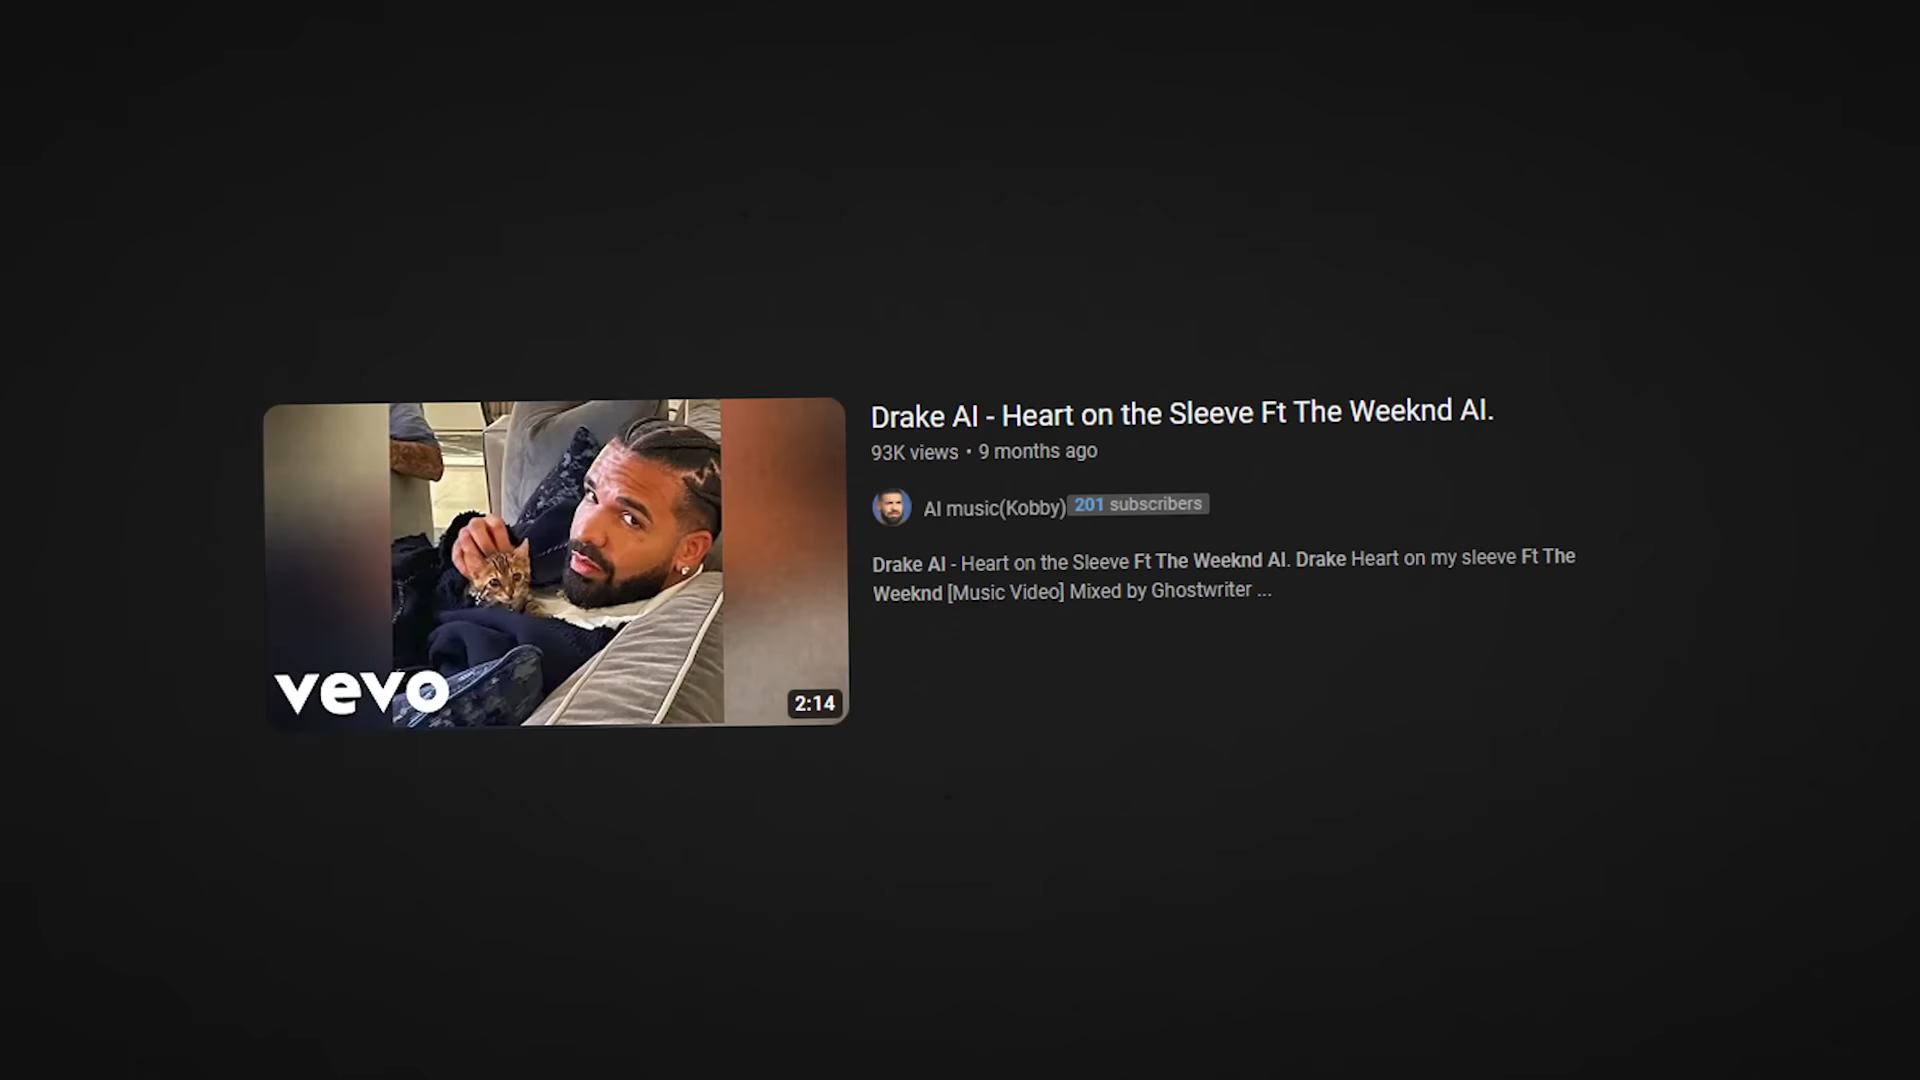 Drake AI - Heart on the Sleeve Ft The Weeknd AI.
93K views • 9 months ago
AI music(Kobby) 201 subscribers
Drake AI - Heart on the Sleeve Ft The Weeknd AI. Drake Heart on my sleeve Ft The
Weeknd [Music Video] Mixed by Ghostwriter ...
vevo
2:14